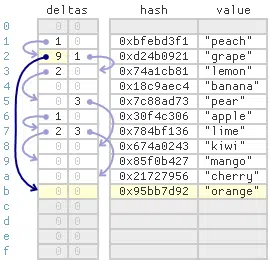 deltas hash value
0 0 0
1 1 0 0xbfebd3f1 "peach"
2 9 1 0xd24b0921 "grape"
3 2 0 0x74a1cb81 "lemon"
4 0 0 0x18c9aec4 "banana"
5 0 3 0x7c88ad73 "pear"
6 1 0 0x30f4c306 "apple"
7 2 3 0x784bf136 "lime"
8 0 0 0x674a0243 "kiwi"
9 0 0 0x85f0b427 "mango"
a 0 0 0x21727956 "cherry"
b 0 0 0x95bb7d92 "orange"
c 0 0
d 0 0
e 0 0
f 0 0